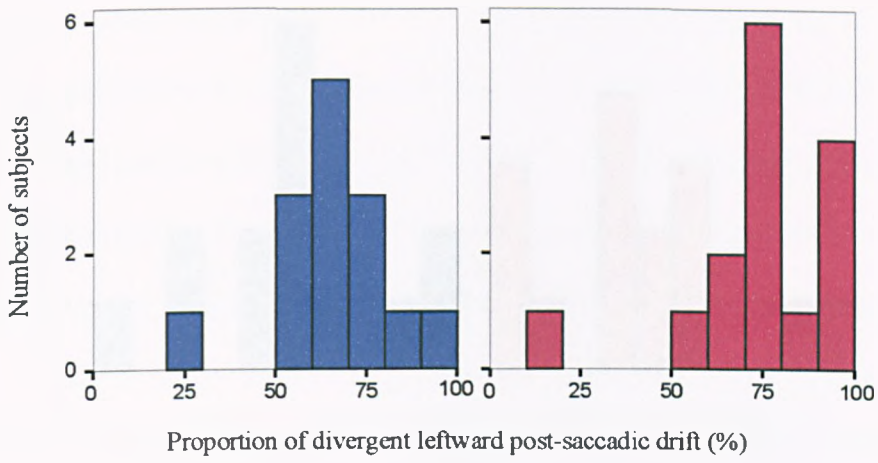 6
4
2
0
Number of subjects
0 25 50 75 100
0 25 50 75 100
Proportion of divergent leftward post-saccadic drift (%)